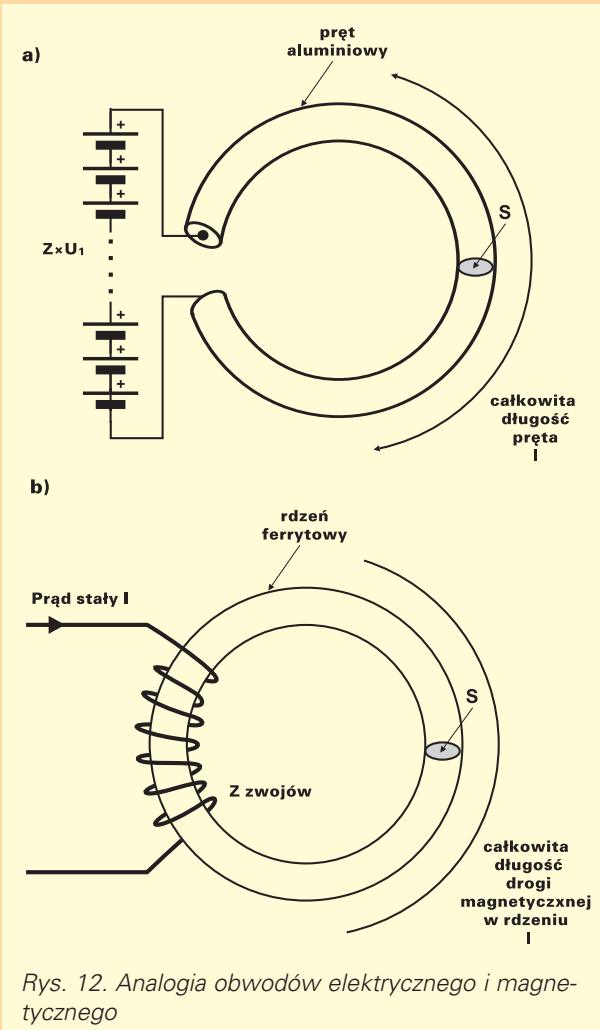 a)
pręt
aluminiowy
+
+
+
Z×U₁
S
+
+
+
całkowita
długość
pręta
l
b)
rdzeń
ferrytowy
Prąd stały I
S
Z zwojów
całkowita
długość
drogi
magnetyczxnej
w rdzeniu
l
Rys. 12. Analogia obwodów elektrycznego i magne-
tycznego